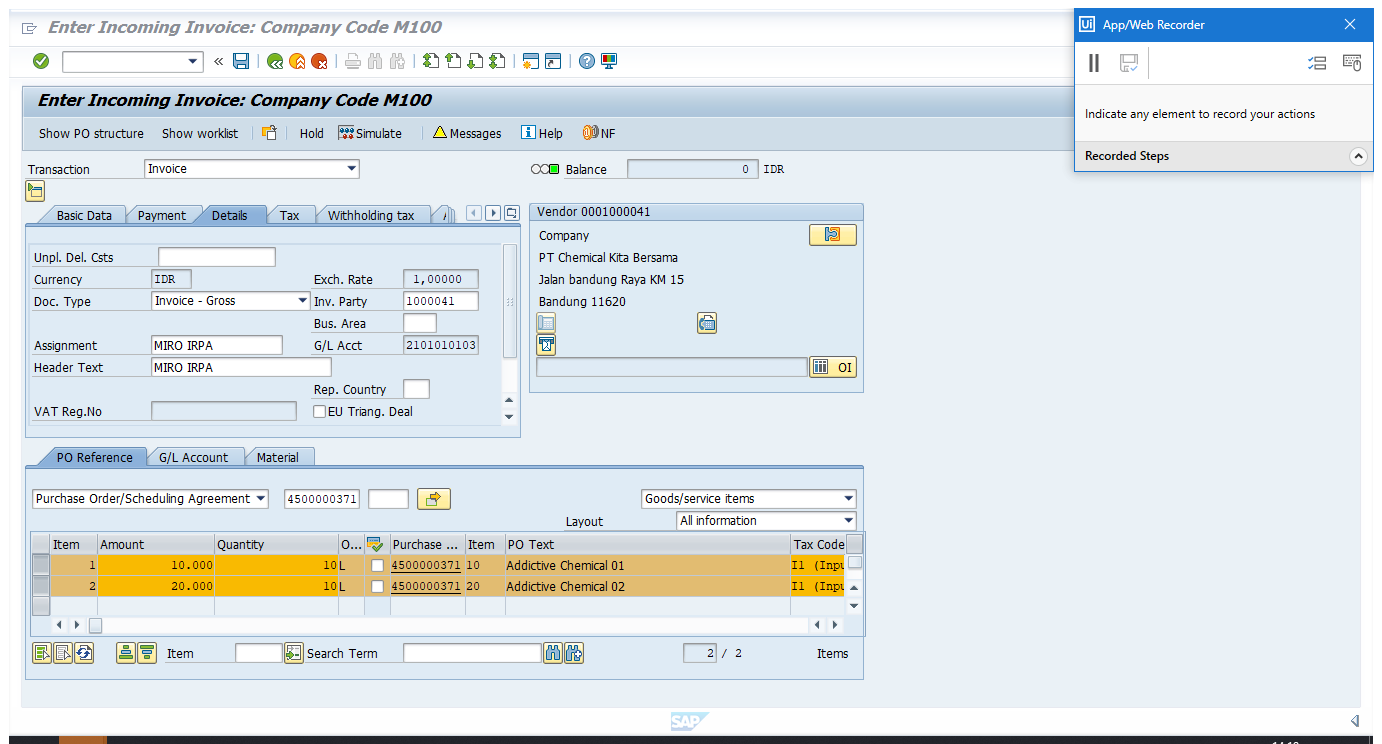 Enter Incoming Invoice: Company Code M100
Ui App/Web Recorder
Indicate any element to record your actions
Recorded Steps
Enter Incoming Invoice: Company Code M100
Show PO structure Show worklist Hold Simulate Messages Help NF
Transaction Invoice Balance 0 IDR
Basic Data Payment Details Tax Withholding tax
Vendor 0001000041
Company
PT Chemical Kita Bersama
Jalan bandung Raya KM 15
Bandung 11620
OI
Unpl. Del. Csts
Currency IDR Exch. Rate 1,00000
Doc. Type Invoice - Gross Inv. Party 1000041
Bus. Area
Assignment MIRO IRPA G/L Acct 2101010103
Header Text MIRO IRPA
Rep. Country
VAT Reg.No EU Triang. Deal
PO Reference G/L Account Material
Purchase Order/Scheduling Agreement 4500000371 Goods/service items
Layout All information
Item Amount Quantity O... Purchase ... Item PO Text Tax Code
1 10.000 10 L 4500000371 10 Addictive Chemical 01 I1 (Inpu
2 20.000 10 L 4500000371 20 Addictive Chemical 02 I1 (Inpu
Item Search Term 2 / 2 Items
SAP